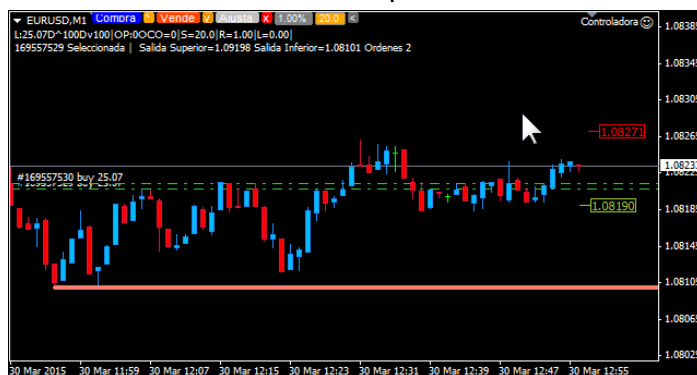 EURUSD,M1 Compra ^ Vende v Ajusta x 1.00% 20.0 < Controladora
L:25.07D^100Dv100|OP:0OCO=0|S=20.0|R=1.00|L=0.00|
169557529 Seleccionada | Salida Superior=1.09198 Salida Inferior=1.08101 Ordenes 2
1.08385
1.08345
1.08305
1.08265
1.08271
1.08225
#169557530 buy 25.07
1.08190
1.08185
1.08145
1.08105
1.08065
1.08025
30 Mar 2015 30 Mar 11:59 30 Mar 12:07 30 Mar 12:15 30 Mar 12:23 30 Mar 12:31 30 Mar 12:39 30 Mar 12:47 30 Mar 12:55